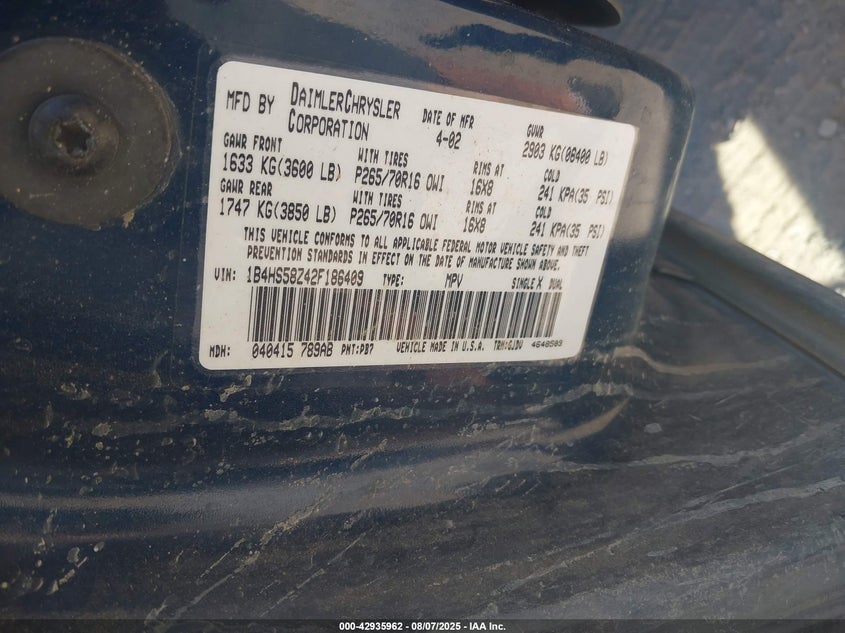 MFD BY DAIMLERCHRYSLER CORPORATION DATE OF MFR 4-02 GVWR 2903 KG(06400 LB)
GAWR FRONT WITH TIRES RIMS AT COLD
1633 KG(3600 LB) P265/70R16 OWI 16X8 241 KPA(35 PSI)
GAWR REAR WITH TIRES RIMS AT COLD
1747 KG(3850 LB) P265/70R16 OWI 16X8 241 KPA(35 PSI)
THIS VEHICLE CONFORMS TO ALL APPLICABLE FEDERAL MOTOR VEHICLE SAFETY AND THEFT
PREVENTION STANDARDS IN EFFECT ON THE DATE OF MANUFACTURE SHOWN ABOVE.
VIN: 1B4HS58Z42F186409 TYPE: MPV SINGLE X DUAL
MDH: 040415 789AB PNT:PB7 VEHICLE MADE IN U.S.A. TRM:GJDV 4648503
000-42935962 - 08/07/2025 - IAA Inc.